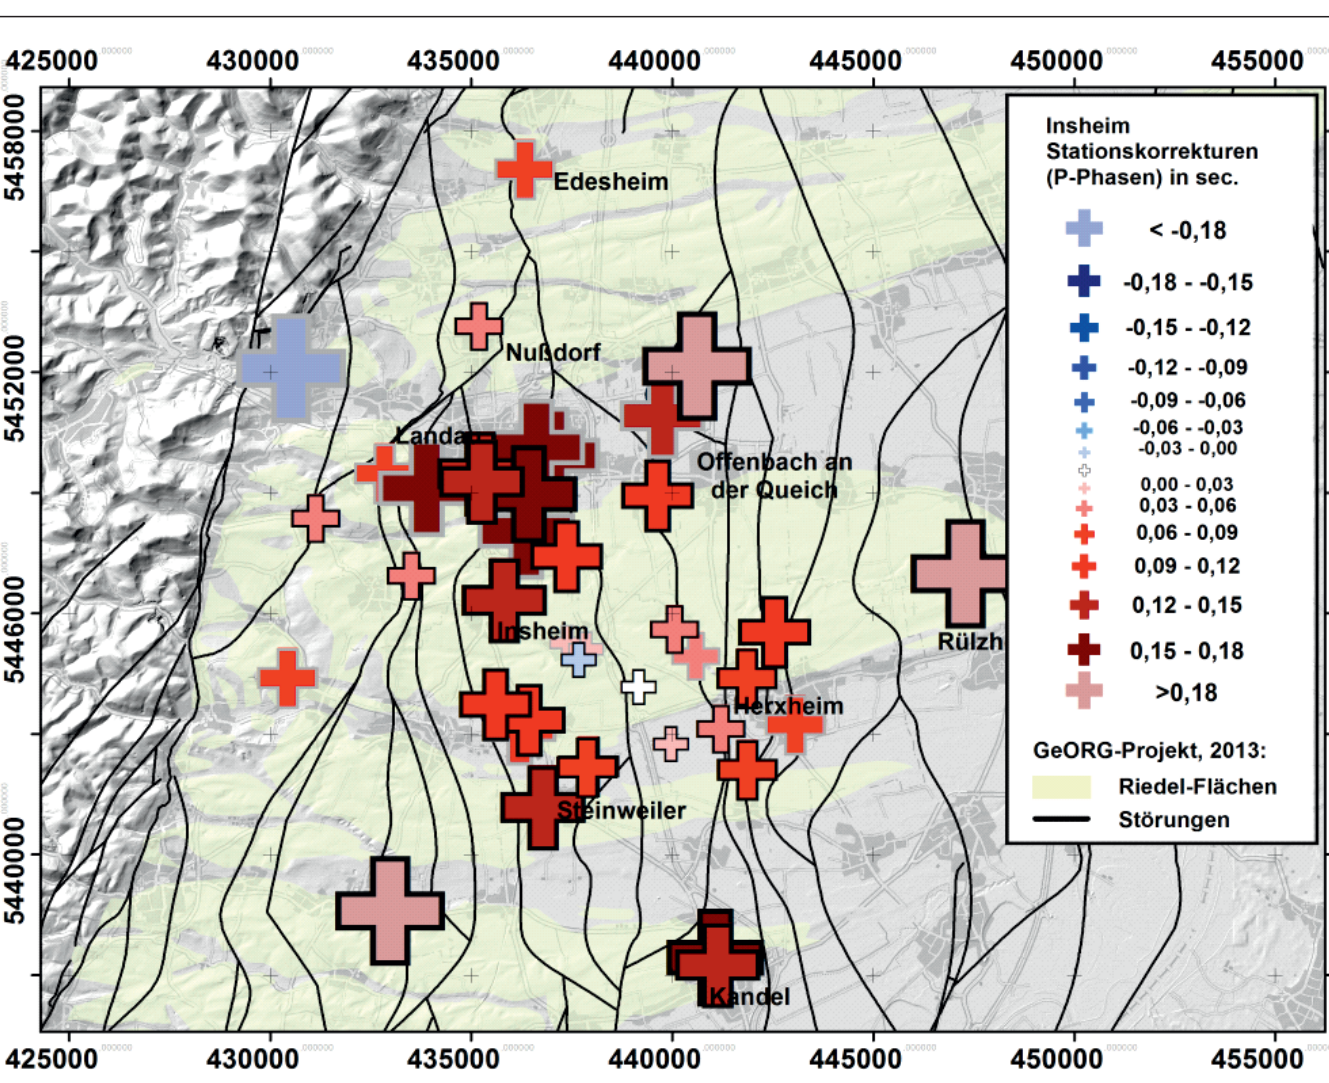 425000 430000 435000 440000 445000 450000 455000
5458000
5452000
5446000
5440000
Edesheim
Nußdorf
Landau
Offenbach an
der Queich
Insheim
Rülzh
Herxheim
Steinweiler
Kandel
Insheim
Stationskorrekturen
(P-Phasen) in sec.
< -0,18
-0,18 - -0,15
-0,15 - -0,12
-0,12 - -0,09
-0,09 - -0,06
-0,06 - -0,03
-0,03 - 0,00
0,00 - 0,03
0,03 - 0,06
0,06 - 0,09
0,09 - 0,12
0,12 - 0,15
0,15 - 0,18
>0,18
GeORG-Projekt, 2013:
Riedel-Flächen
Störungen
425000 430000 435000 440000 445000 450000 455000